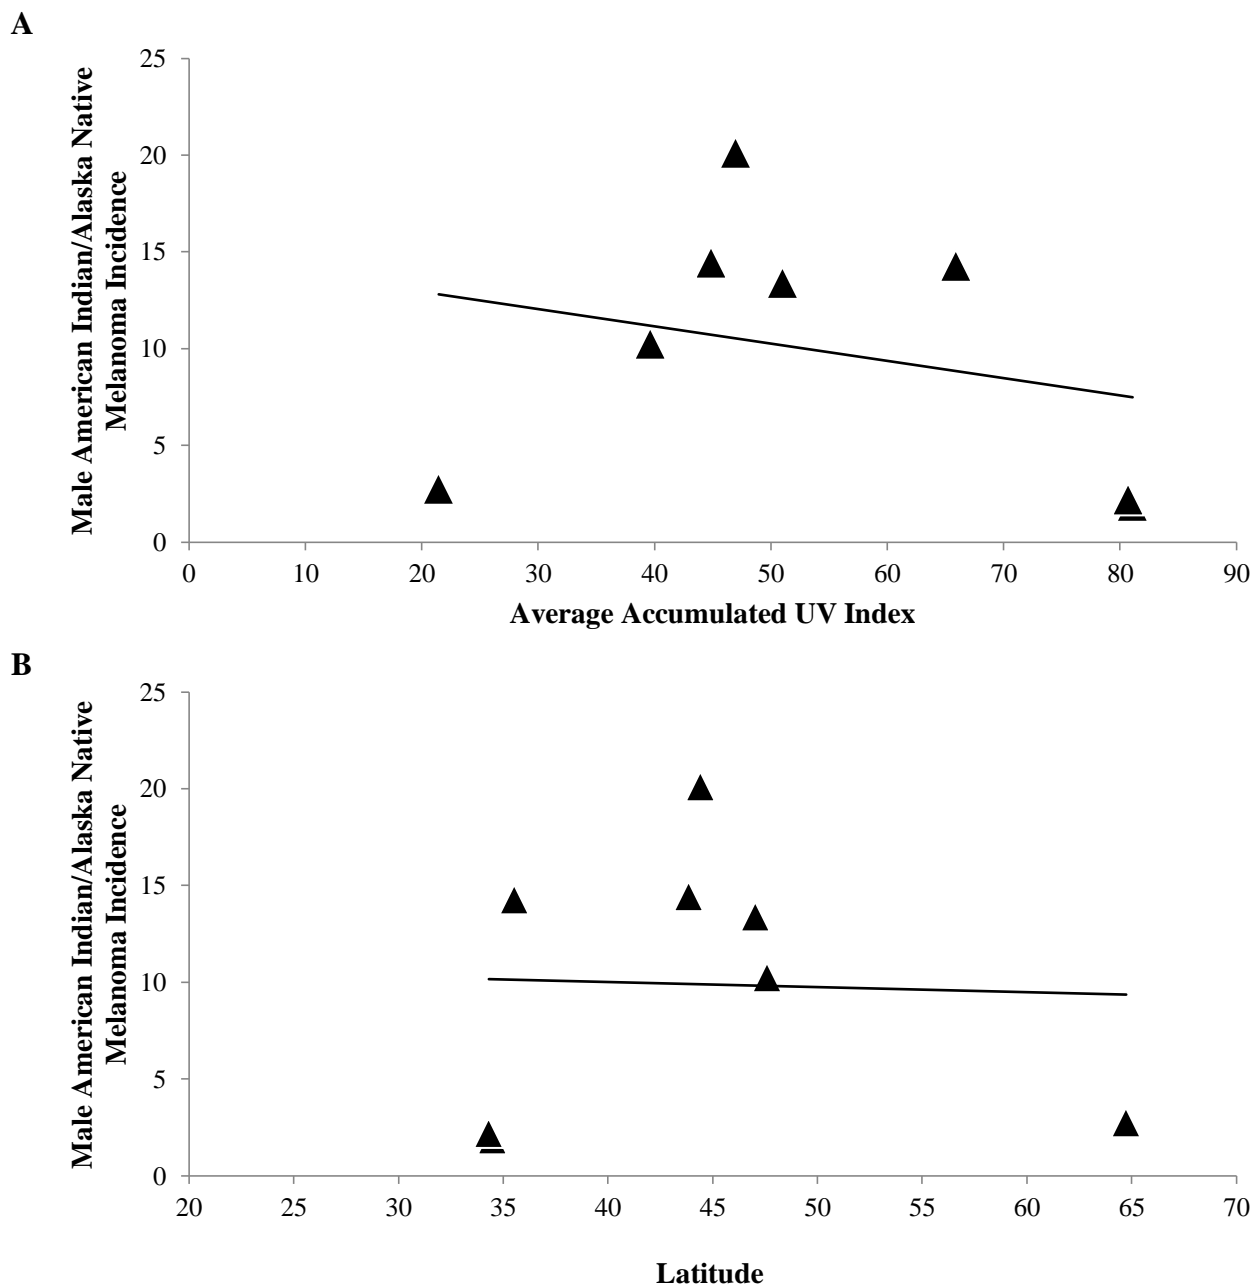 A
Male American Indian/Alaska Native
Melanoma Incidence
25
20
15
10
5
0
0 10 20 30 40 50 60 70 80 90
Average Accumulated UV Index
B
Male American Indian/Alaska Native
Melanoma Incidence
25
20
15
10
5
0
20 25 30 35 40 45 50 55 60 65 70
Latitude